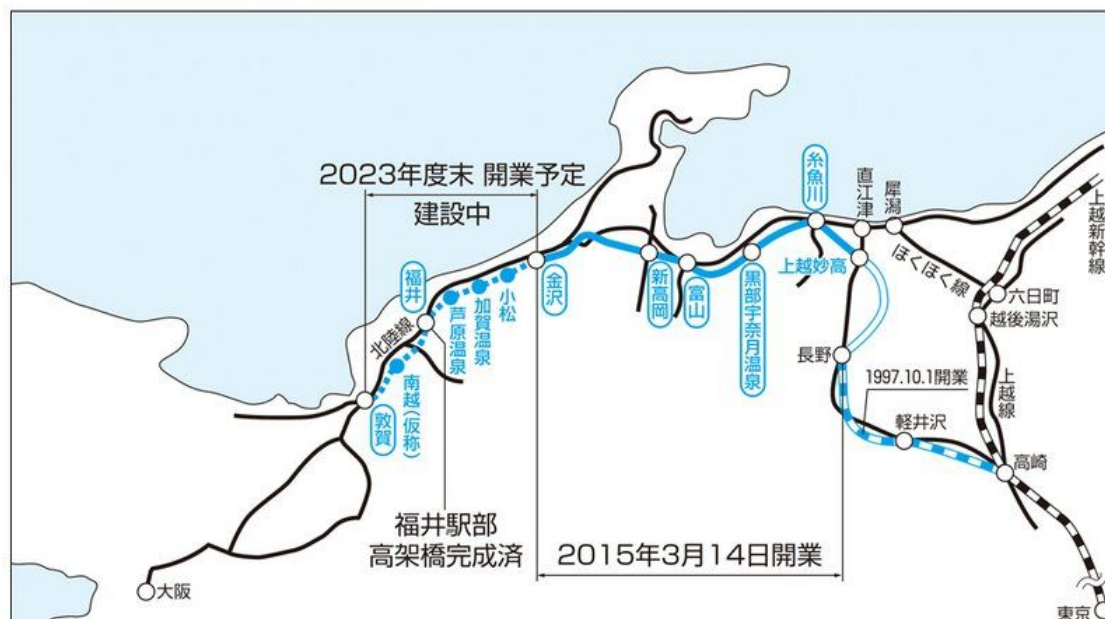 2023年度末 開業予定
建設中
糸魚川
直江津
犀潟
上越新幹線
ほくほく線
上越妙高
六日町
越後湯沢
金沢
新高岡
富山
黒部宇奈月温泉
小松
加賀温泉
芦原温泉
福井
北陸線
南越(仮称)
敦賀
長野
1997.10.1開業
軽井沢
上越線
高崎
福井駅部
高架橋完成済
2015年3月14日開業
大阪
東京